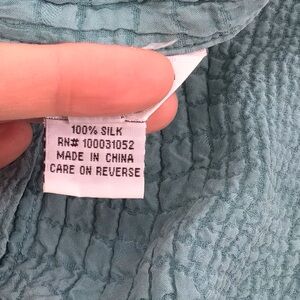 100% SILK
RN# 100031052
MADE IN CHINA
CARE ON REVERSE